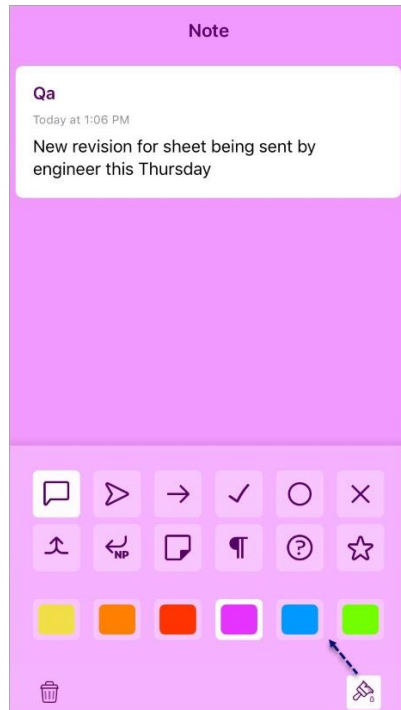 Note
Qa
Today at 1:06 PM
New revision for sheet being sent by
engineer this Thursday
NP